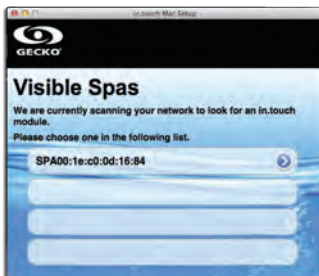 in.touch Mac Setup
GECKO
Visible Spas
We are currently scanning your network to look for an in.touch
module.
Please choose one in the following list.
SPA00:1e:c0:0d:16:84